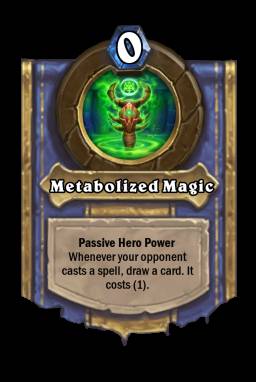 0
Metabolized Magic
Passive Hero Power
Whenever your opponent
casts a spell, draw a card. It
costs (1).